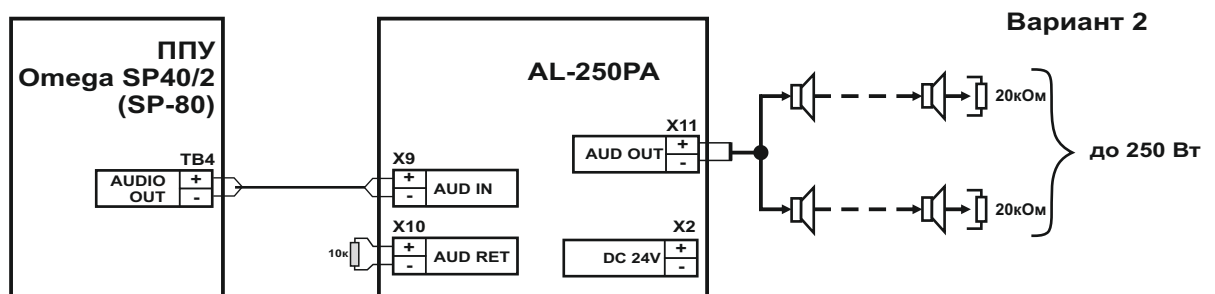 Вариант 2
ППУ
Omega SP40/2
(SP-80)
TB4
AUDIO
OUT
+
-
AL-250PA
X9
+
-
AUD IN
X10
+
-
AUD RET
10к
X11
AUD OUT
+
-
X2
DC 24V
+
-
20кОм
20кОм
до 250 Вт